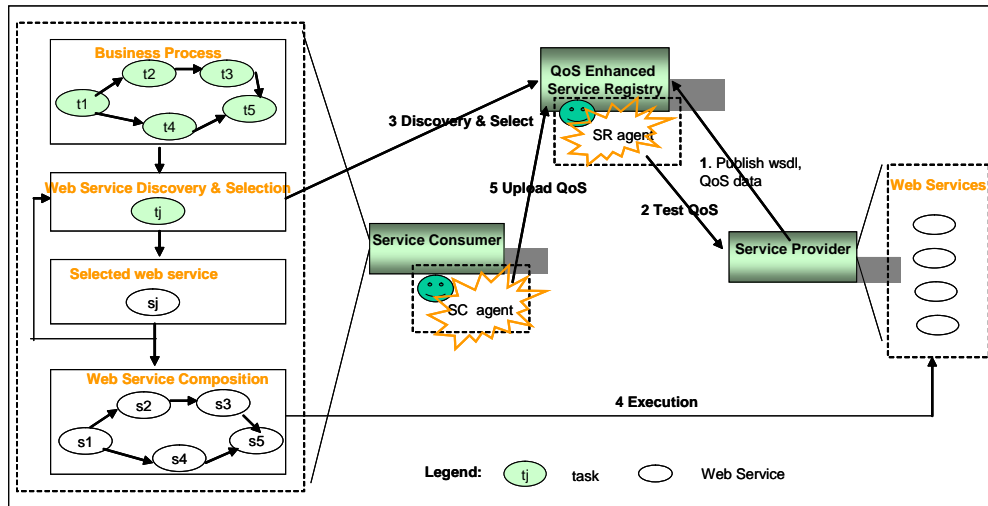 Business Process
t1
t2
t3
t4
t5
Web Service Discovery & Selection
tj
Selected web service
sj
Web Service Composition
s1
s2
s3
s4
s5
3 Discovery & Select
QoS Enhanced
Service Registry
SR agent
1. Publish wsdl,
QoS data
5 Upload QoS
2 Test QoS
Service Consumer
SC agent
Service Provider
Web Services
4 Execution
Legend:
tj
task
Web Service